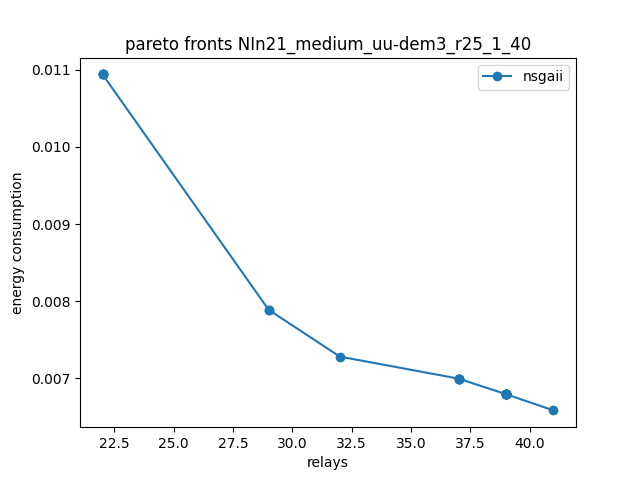 pareto fronts NIn21_medium_uu-dem3_r25_1_40
nsgaii
0.011
0.010
0.009
0.008
0.007
energy consumption
22.5 25.0 27.5 30.0 32.5 35.0 37.5 40.0
relays